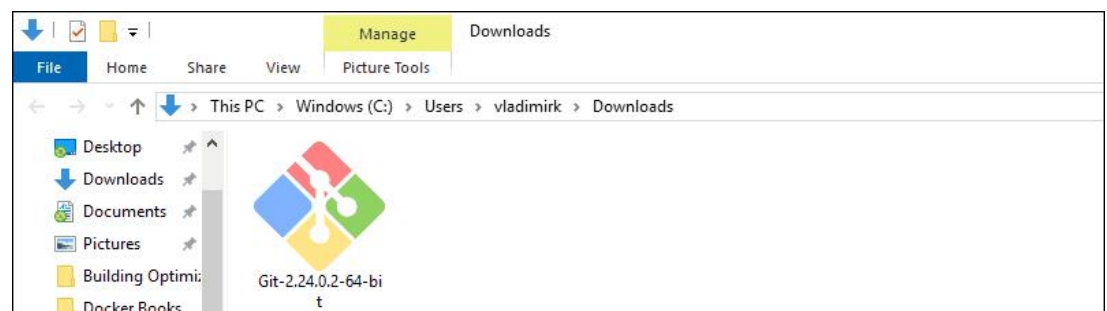 Manage Downloads
File Home Share View Picture Tools
This PC > Windows (C:) > Users > vladimirk > Downloads
Desktop
Downloads
Documents
Pictures
Building Optimiz
Docker Books
Git-2.24.0.2-64-bi
t